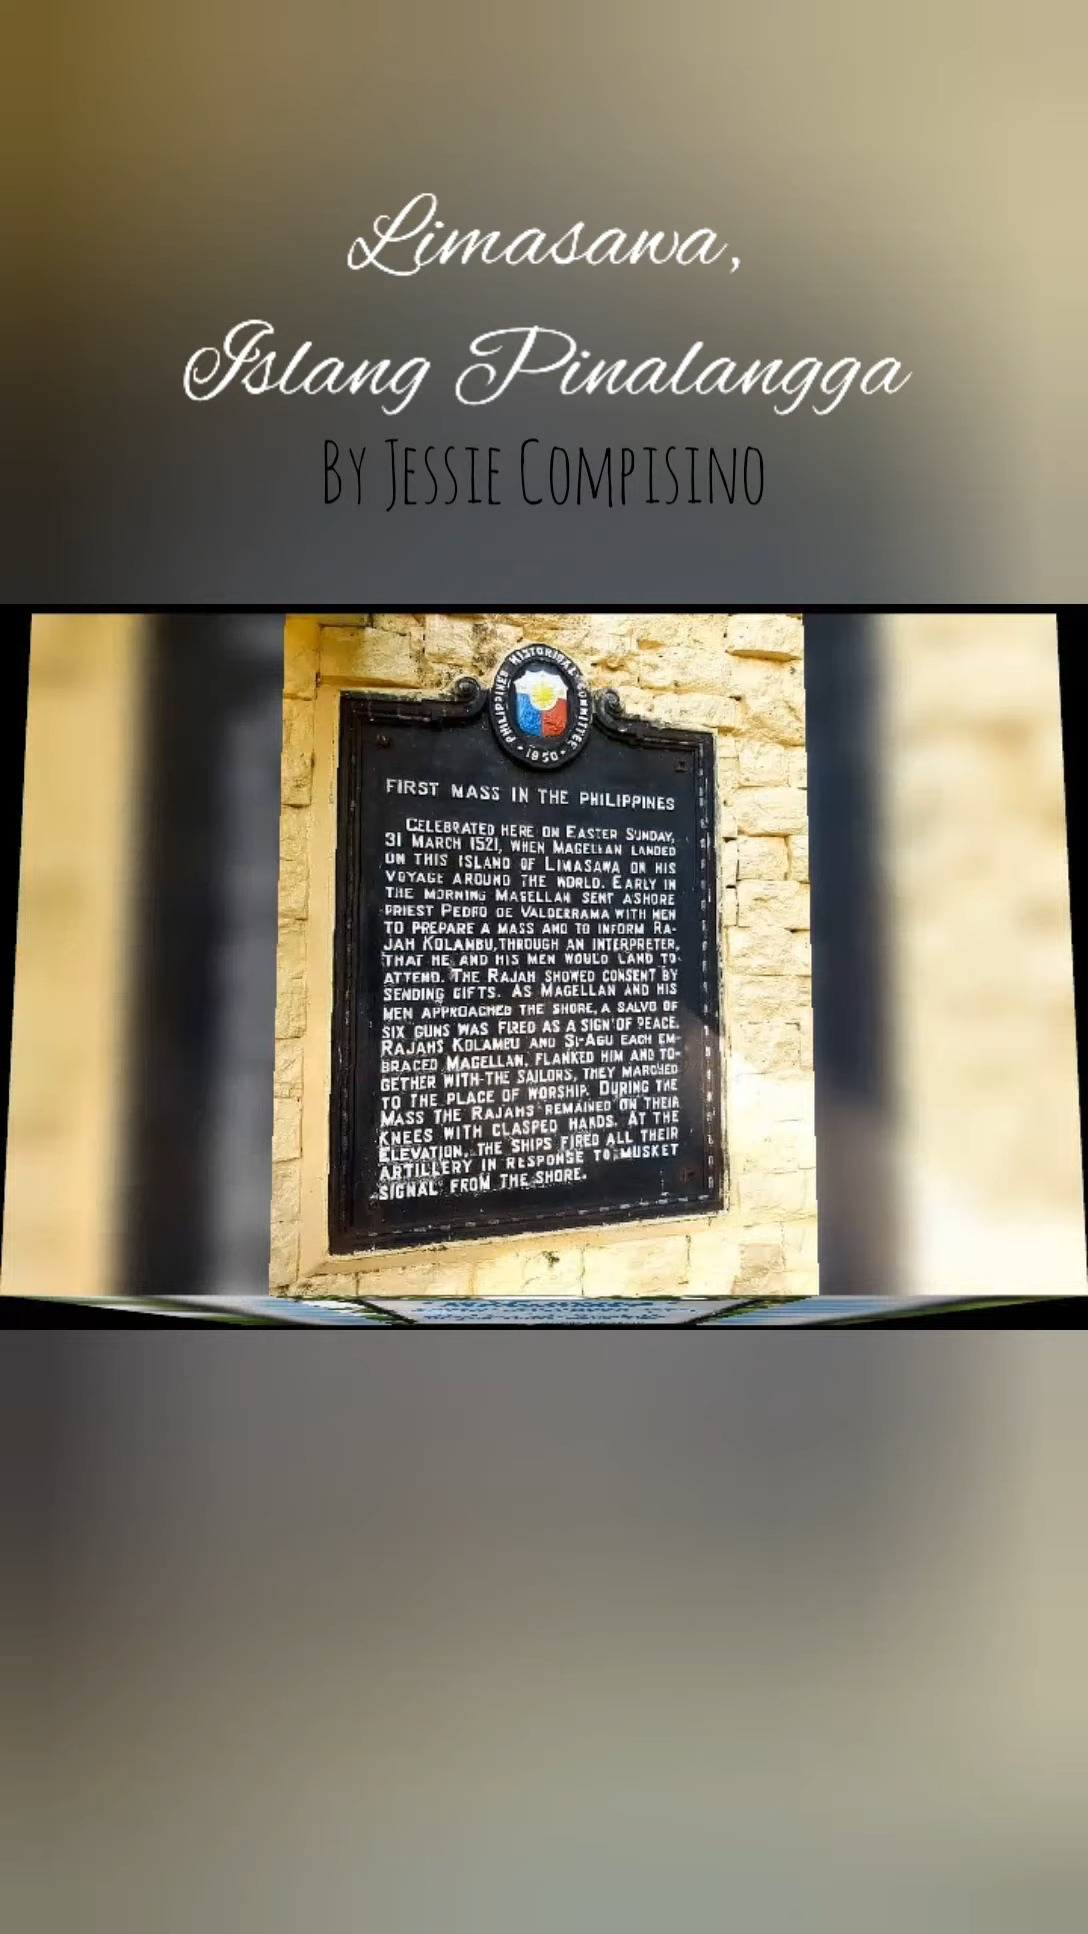 Limasawa,
Islang Pinalangga
By Jessie Compisino
PHILIPPINES HISTORICAL COMMITTEE
• 1950 •
FIRST MASS IN THE PHILIPPINES
CELEBRATED HERE ON EASTER SUNDAY,
31 MARCH 1521, WHEN MAGELLAN LANDED
ON THIS ISLAND OF LIMASAWA ON HIS
VOYAGE AROUND THE WORLD. EARLY IN
THE MORNING MAGELLAN SENT ASHORE
PRIEST PEDRO DE VALDERRAMA WITH MEN
TO PREPARE A MASS AND TO INFORM RA-
JAH KOLAMBU, THROUGH AN INTERPRETER,
THAT HE AND HIS MEN WOULD LAND TO
ATTEND. THE RAJAH SHOWED CONSENT BY
SENDING GIFTS. AS MAGELLAN AND HIS
MEN APPROACHED THE SHORE, A SALVO OF
SIX GUNS WAS FIRED AS A SIGN OF PEACE.
RAJAHS KOLAMBU AND SI-AGU EACH EM-
BRACED MAGELLAN, FLANKED HIM AND TO-
GETHER WITH THE SAILORS, THEY MARCHED
TO THE PLACE OF WORSHIP. DURING THE
MASS THE RAJAHS REMAINED ON THEIR
KNEES WITH CLASPED HANDS. AT THE
ELEVATION, THE SHIPS FIRED ALL THEIR
ARTILLERY IN RESPONSE TO MUSKET
SIGNAL FROM THE SHORE.